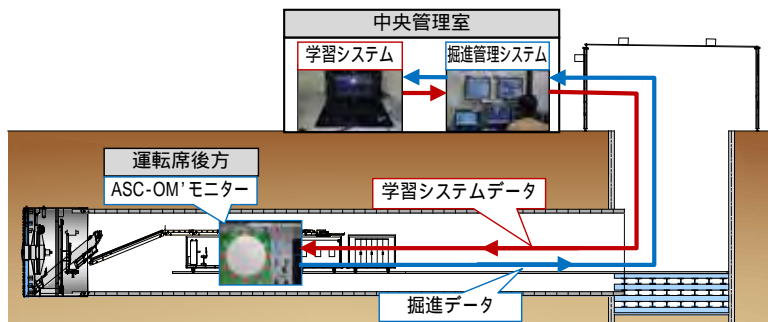 中央管理室
学習システム
掘進管理システム
運転席後方
ASC-OM'モニター
学習システムデータ
掘進データ